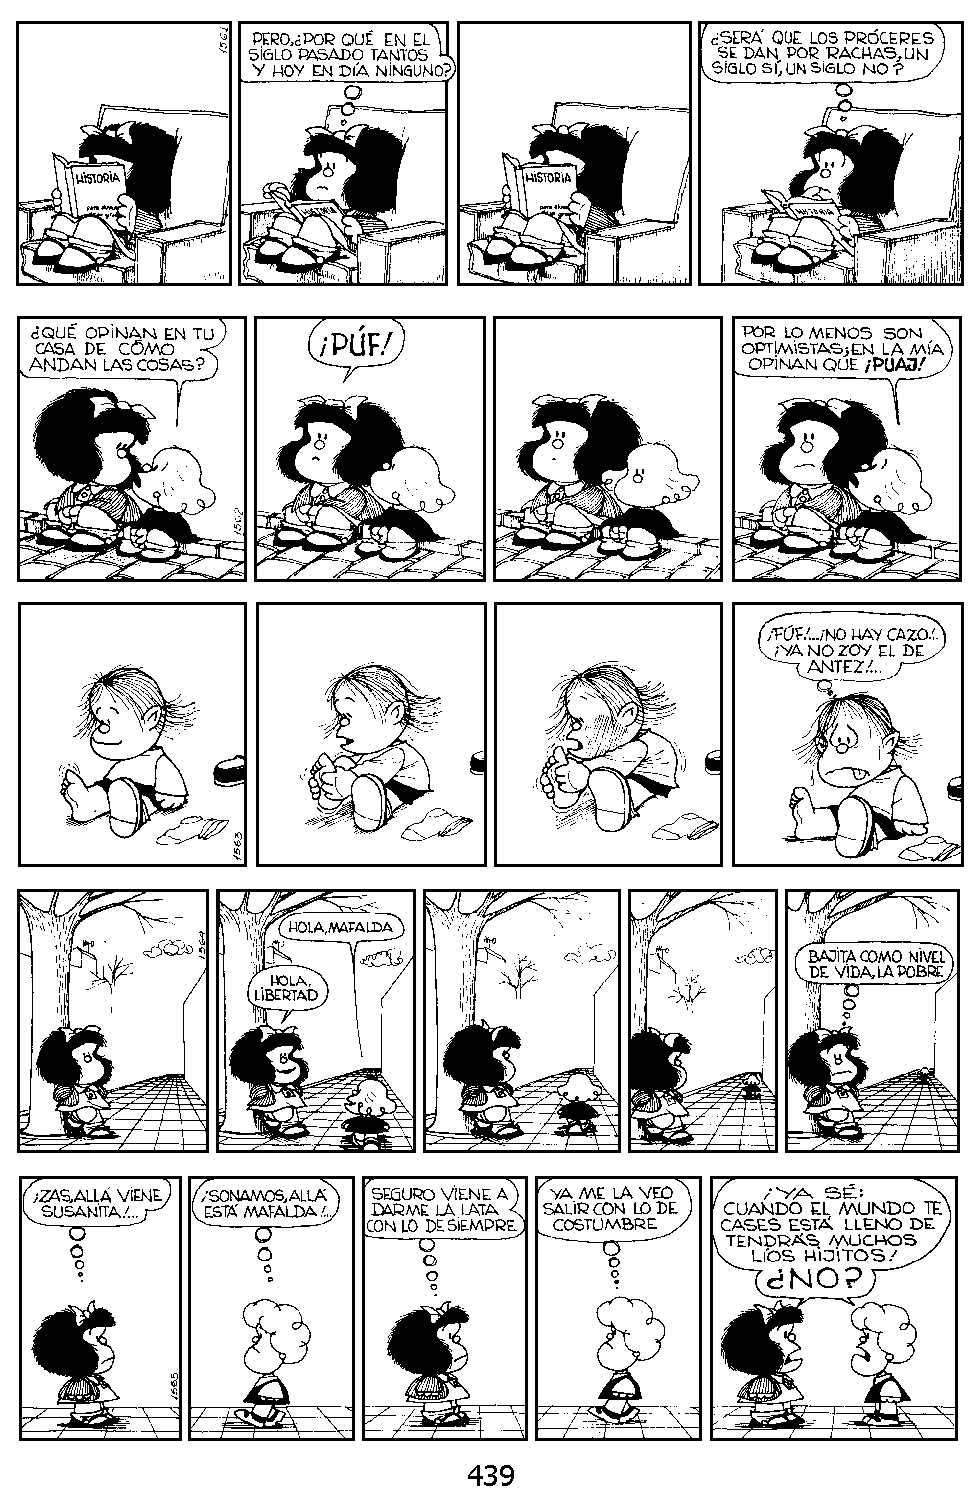 1561
HISTORIA
PERO,¿POR QUÉ EN EL
SIGLO PASADO TANTOS
Y HOY EN DÍA NINGUNO?
HISTORIA
HISTORIA
¿SERÁ QUE LOS PRÓCERES
SE DAN POR RACHAS, UN
SIGLO SÍ, UN SIGLO NO?
HISTORIA
¿QUÉ OPINAN EN TU
CASA DE CÓMO
ANDAN LAS COSAS?
1562
¡PÚF!
POR LO MENOS SON
OPTIMISTAS; EN LA MÍA
OPINAN QUE ¡PUAJ!
1563
¡FÚF!...¡NO HAY CAZO!.
¡YA NO ZOY EL DE
ANTEZ!...
1564
HOLA, MAFALDA
HOLA,
LIBERTAD
BAJITA COMO NIVEL
DE VIDA, LA POBRE
¡ZAS, ALLÁ VIENE
SUSANITA!...
1565
¡SONAMOS, ALLÁ
ESTÁ MAFALDA!...
SEGURO VIENE A
DARME LA LATA
CON LO DE SIEMPRE
YA ME LA VEO
SALIR CON LO DE
COSTUMBRE
¡YA SÉ:
CUANDO EL MUNDO TE
CASES ESTÁ LLENO DE
TENDRÁS MUCHOS
LÍOS HIJITOS!
¿NO?
439